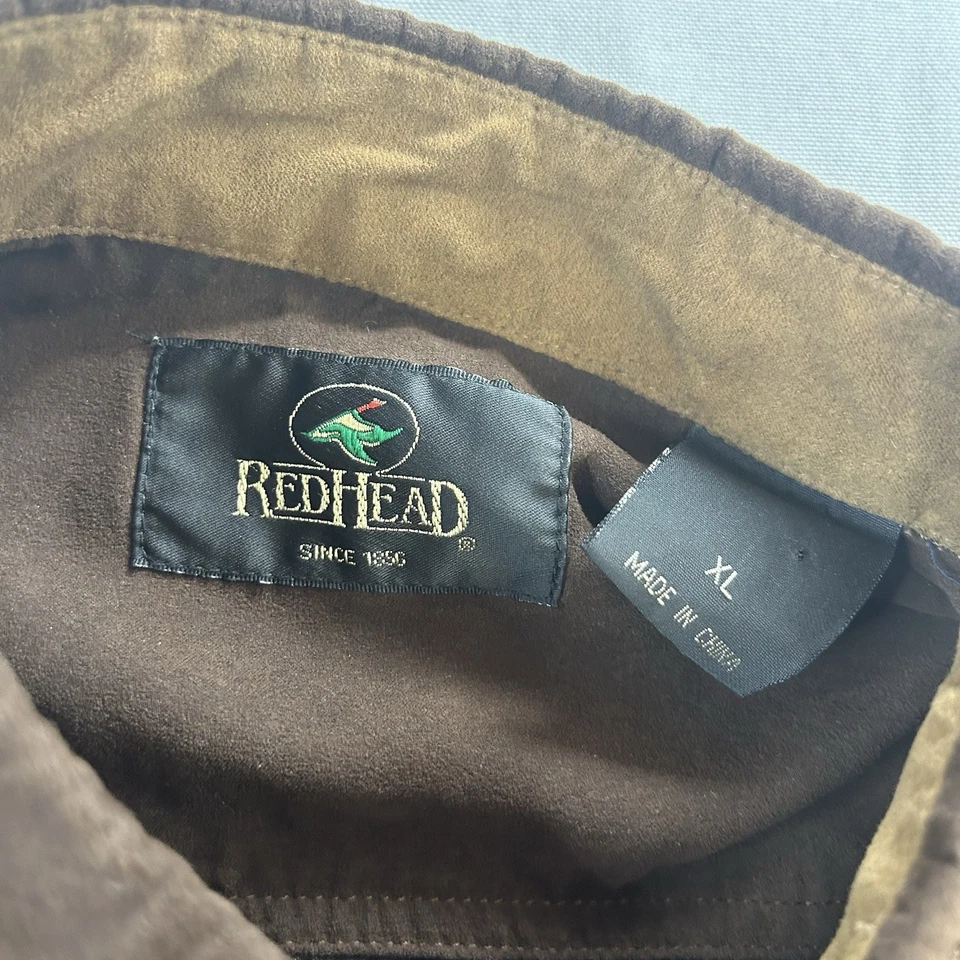 REDHEAD®
SINCE 1856
XL
MADE IN CHINA